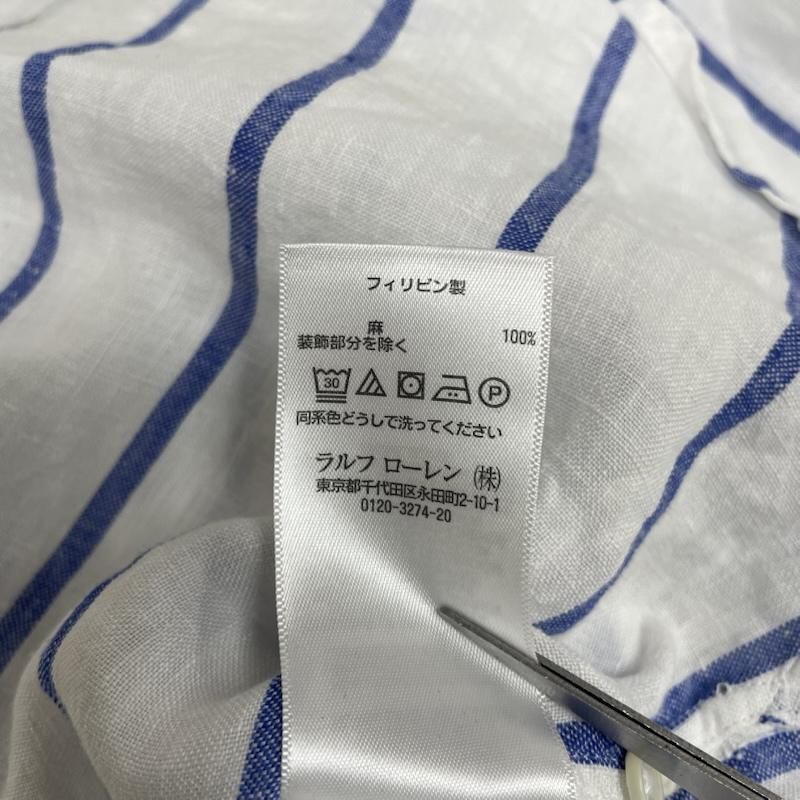 フィリピン製
麻 100%
装飾部分を除く
30 P
同系色どうしで洗ってください
ラルフ ローレン ㈱
東京都千代田区永田町2-10-1
0120-3274-20